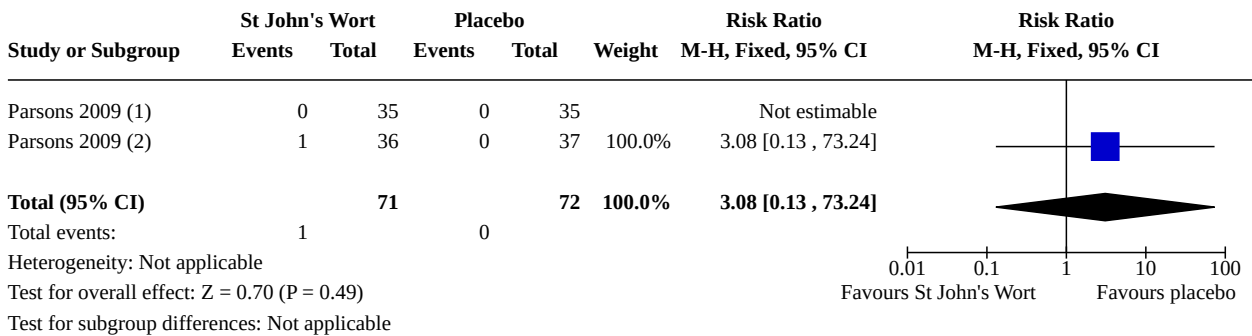 St John's Wort Placebo Risk Ratio Risk Ratio
Study or Subgroup Events Total Events Total Weight M-H, Fixed, 95% CI M-H, Fixed, 95% CI
Parsons 2009 (1) 0 35 0 35 Not estimable
Parsons 2009 (2) 1 36 0 37 100.0% 3.08 [0.13 , 73.24]
Total (95% CI) 71 72 100.0% 3.08 [0.13 , 73.24]
Total events: 1 0
Heterogeneity: Not applicable 0.01 0.1 1 10 100
Test for overall effect: Z = 0.70 (P = 0.49) Favours St John's Wort Favours placebo
Test for subgroup differences: Not applicable